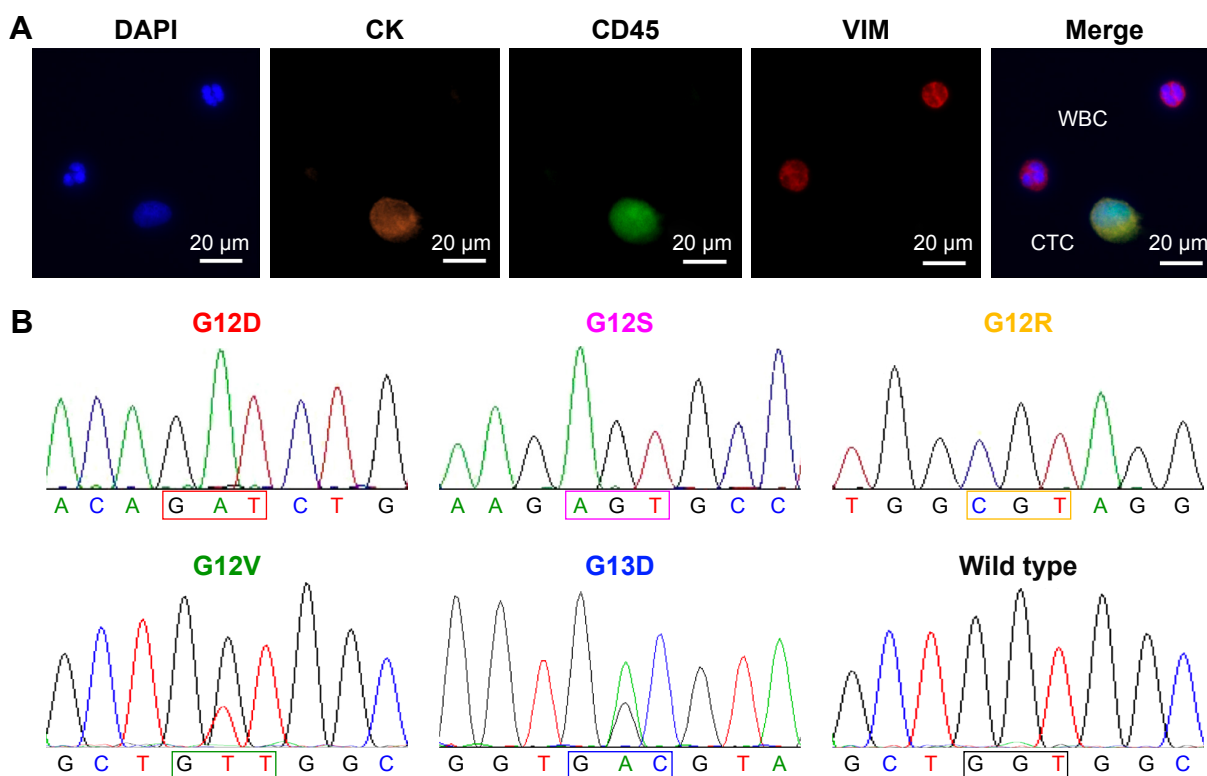 A
DAPI CK CD45 VIM Merge
WBC
CTC
20 µm 20 µm 20 µm 20 µm 20 µm
B
G12D G12S G12R
A C A G A T C T G A A G A G T G C C T G G C G T A G G
G12V G13D Wild type
G C T G T T G G C G G T G A C G T A G C T G G T G G C